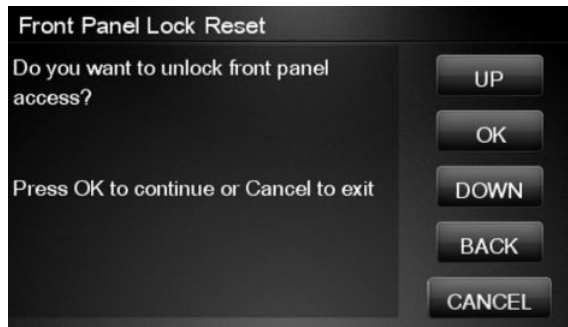 Front Panel Lock Reset
Do you want to unlock front panel
access?
Press OK to continue or Cancel to exit
UP
OK
DOWN
BACK
CANCEL